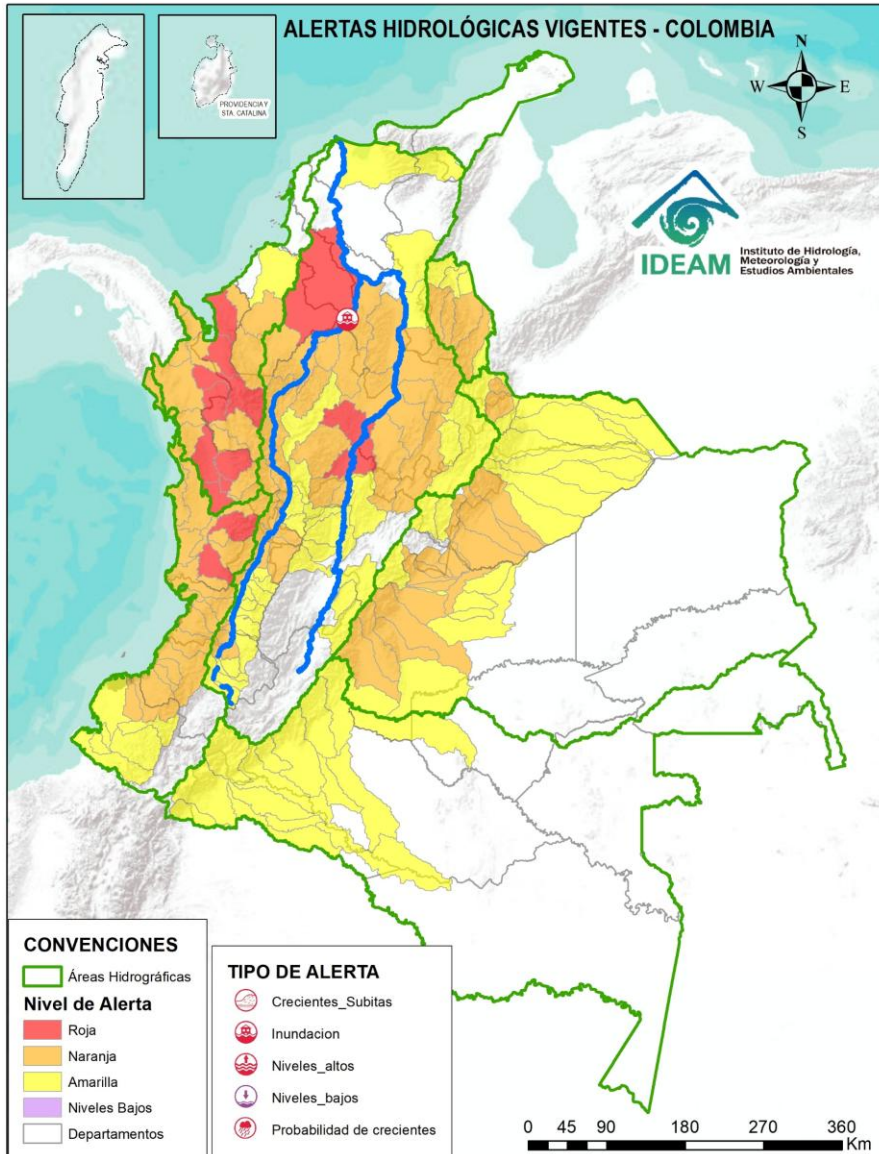 ALERTAS HIDROLÓGICAS VIGENTES - COLOMBIA
N
W E
S
PROVIDENCIA Y
STA. CATALINA
IDEAM
Instituto de Hidrología,
Meteorología y
Estudios Ambientales
CONVENCIONES
Áreas Hidrográficas
Nivel de Alerta
Roja
Naranja
Amarilla
Niveles Bajos
Departamentos
TIPO DE ALERTA
Crecientes_Subitas
Inundacion
Niveles_altos
Niveles_bajos
Probabilidad de crecientes
0 45 90 180 270 360
Km